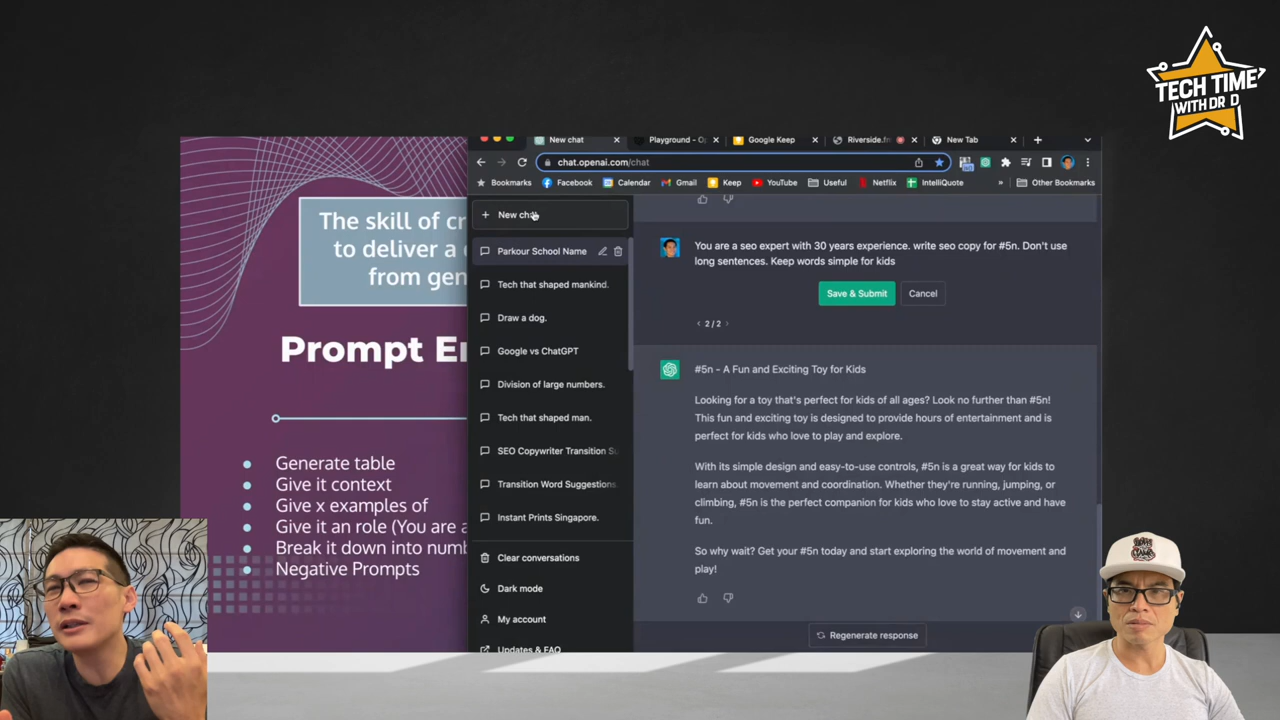 TECH TIME
WITH DR D
The skill of cr
to deliver a
from gen
Prompt E
Generate table
Give it context
Give x examples of
Give it an role (You are a
Break it down into numb
Negative Prompts
New chat
Playground - O
Google Keep
Riverside.fm
New Tab
chat.openai.com/chat
Bookmarks
Facebook
Calendar
Gmail
Keep
YouTube
Useful
Netflix
IntelliQuote
»
Other Bookmarks
+ New chat
Parkour School Name
Tech that shaped mankind.
Draw a dog.
Google vs ChatGPT
Division of large numbers.
Tech that shaped man.
SEO Copywriter Transition Su
Transition Word Suggestions
Instant Prints Singapore.
Clear conversations
Dark mode
My account
Updates & FAQ
You are a seo expert with 30 years experience. write seo copy for #5n. Don't use
long sentences. Keep words simple for kids
Save & Submit
Cancel
‹ 2 / 2 ›
#5n - A Fun and Exciting Toy for Kids
Looking for a toy that's perfect for kids of all ages? Look no further than #5n!
This fun and exciting toy is designed to provide hours of entertainment and is
perfect for kids who love to play and explore.
With its simple design and easy-to-use controls, #5n is a great way for kids to
learn about movement and coordination. Whether they're running, jumping, or
climbing, #5n is the perfect companion for kids who love to stay active and have
fun.
So why wait? Get your #5n today and start exploring the world of movement and
play!
Regenerate response